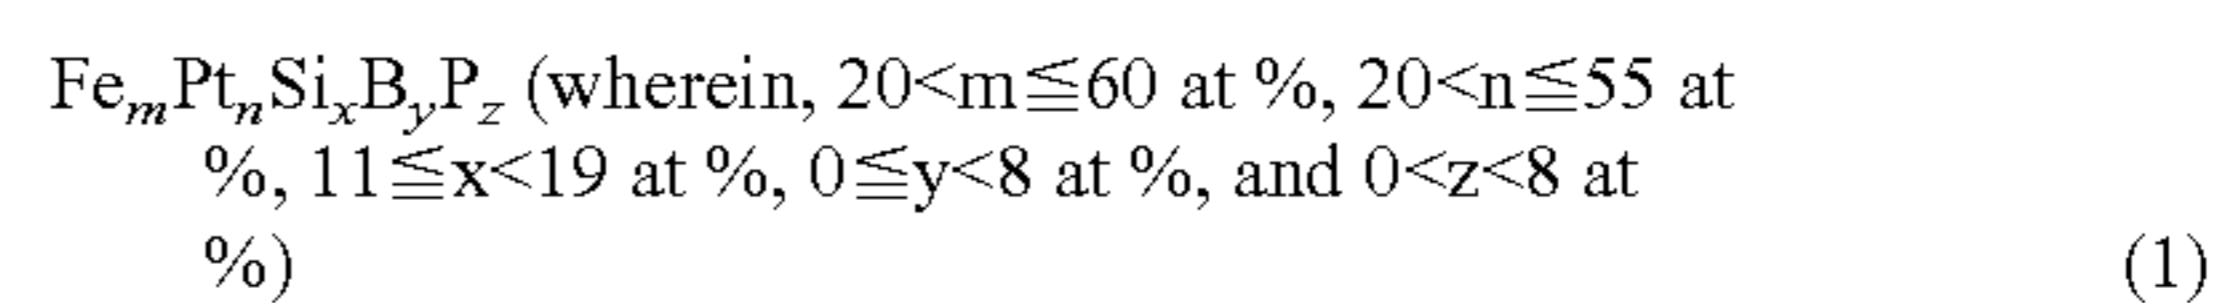 FemPtnSixByPz (wherein, 20<m≦60 at %, 20<n≦55 at
%, 11≦x<19 at %, 0≦y<8 at %, and 0<z<8 at
%) (1)